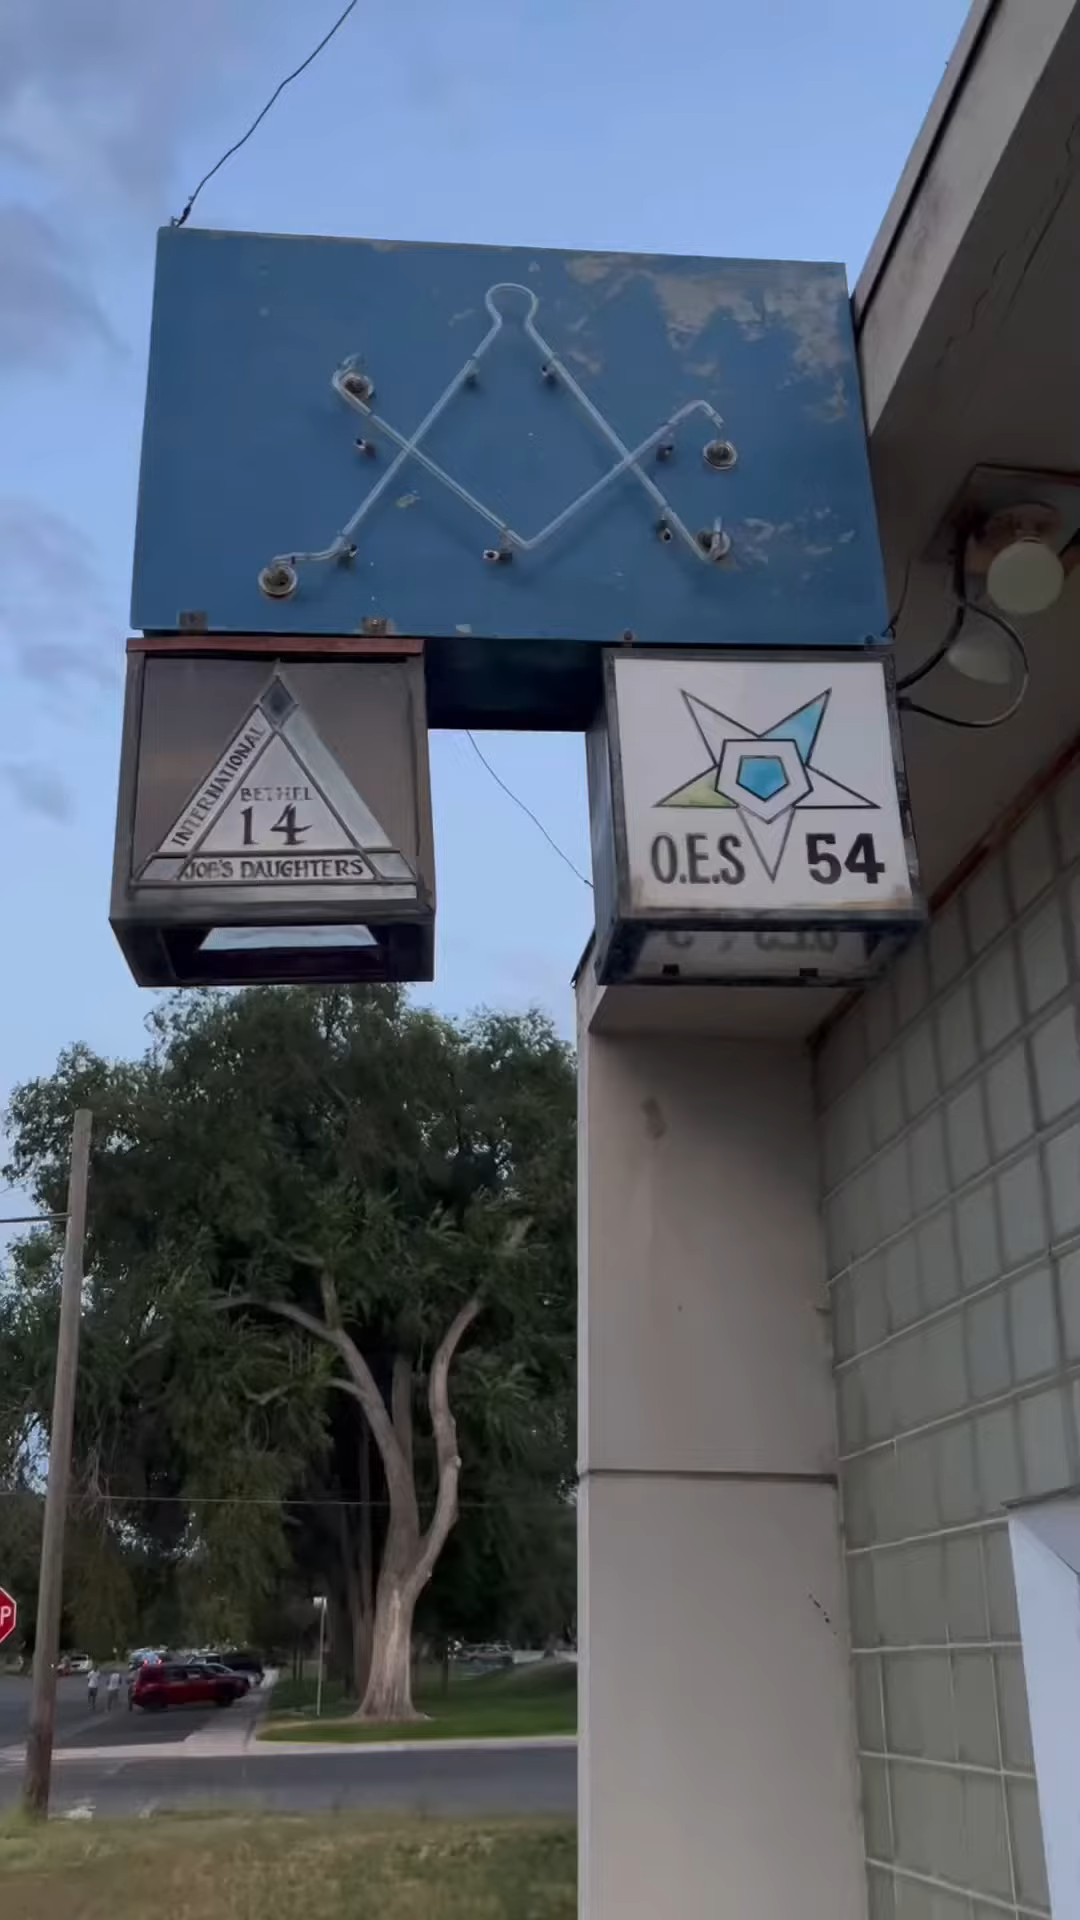 INTERNATIONAL
BETHEL
14
JOB'S DAUGHTERS
O.E.S 54
P